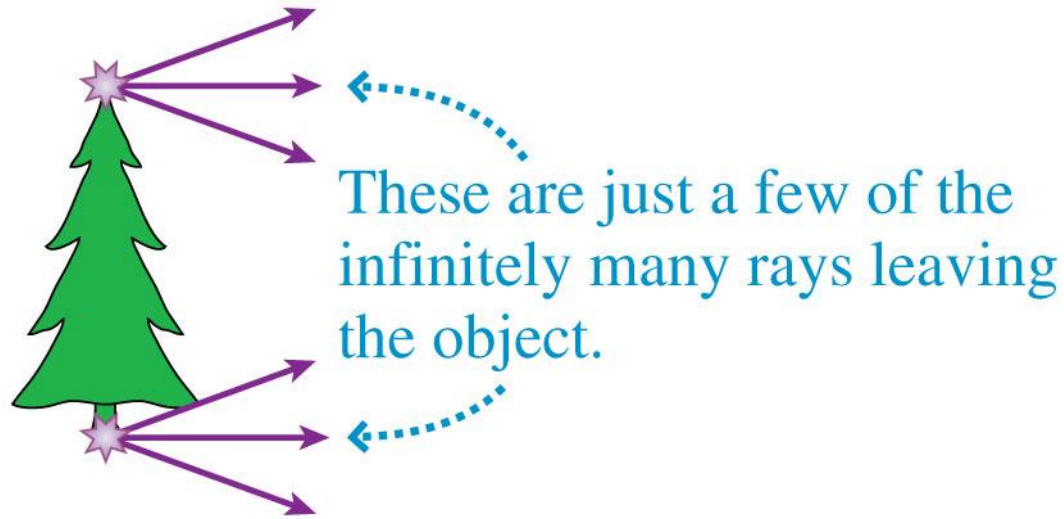 These are just a few of the
infinitely many rays leaving
the object.